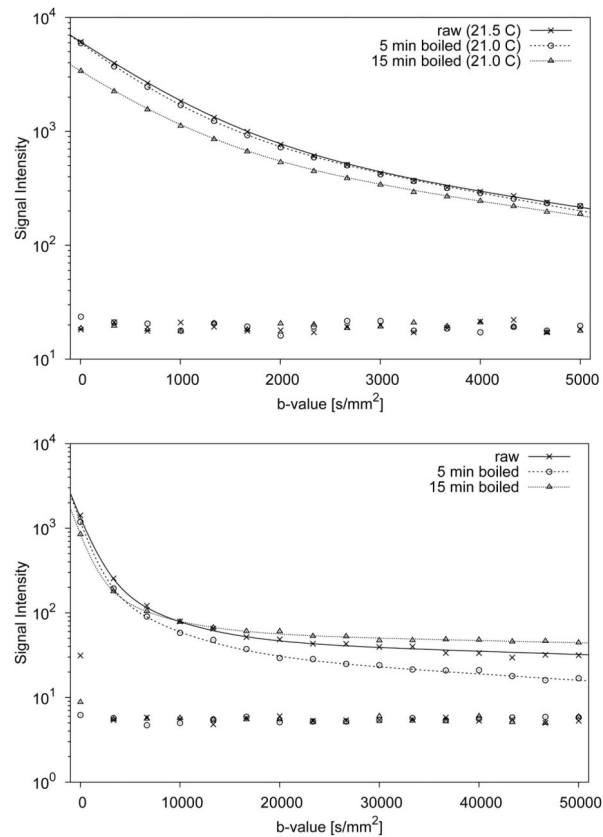 10^4
raw (21.5 C)
5 min boiled (21.0 C)
15 min boiled (21.0 C)
10^3
Signal Intensity
10^2
10^1
0 1000 2000 3000 4000 5000
b-value [s/mm^2]
10^4
raw
5 min boiled
15 min boiled
10^3
Signal Intensity
10^2
10^1
10^0
0 10000 20000 30000 40000 50000
b-value [s/mm^2]